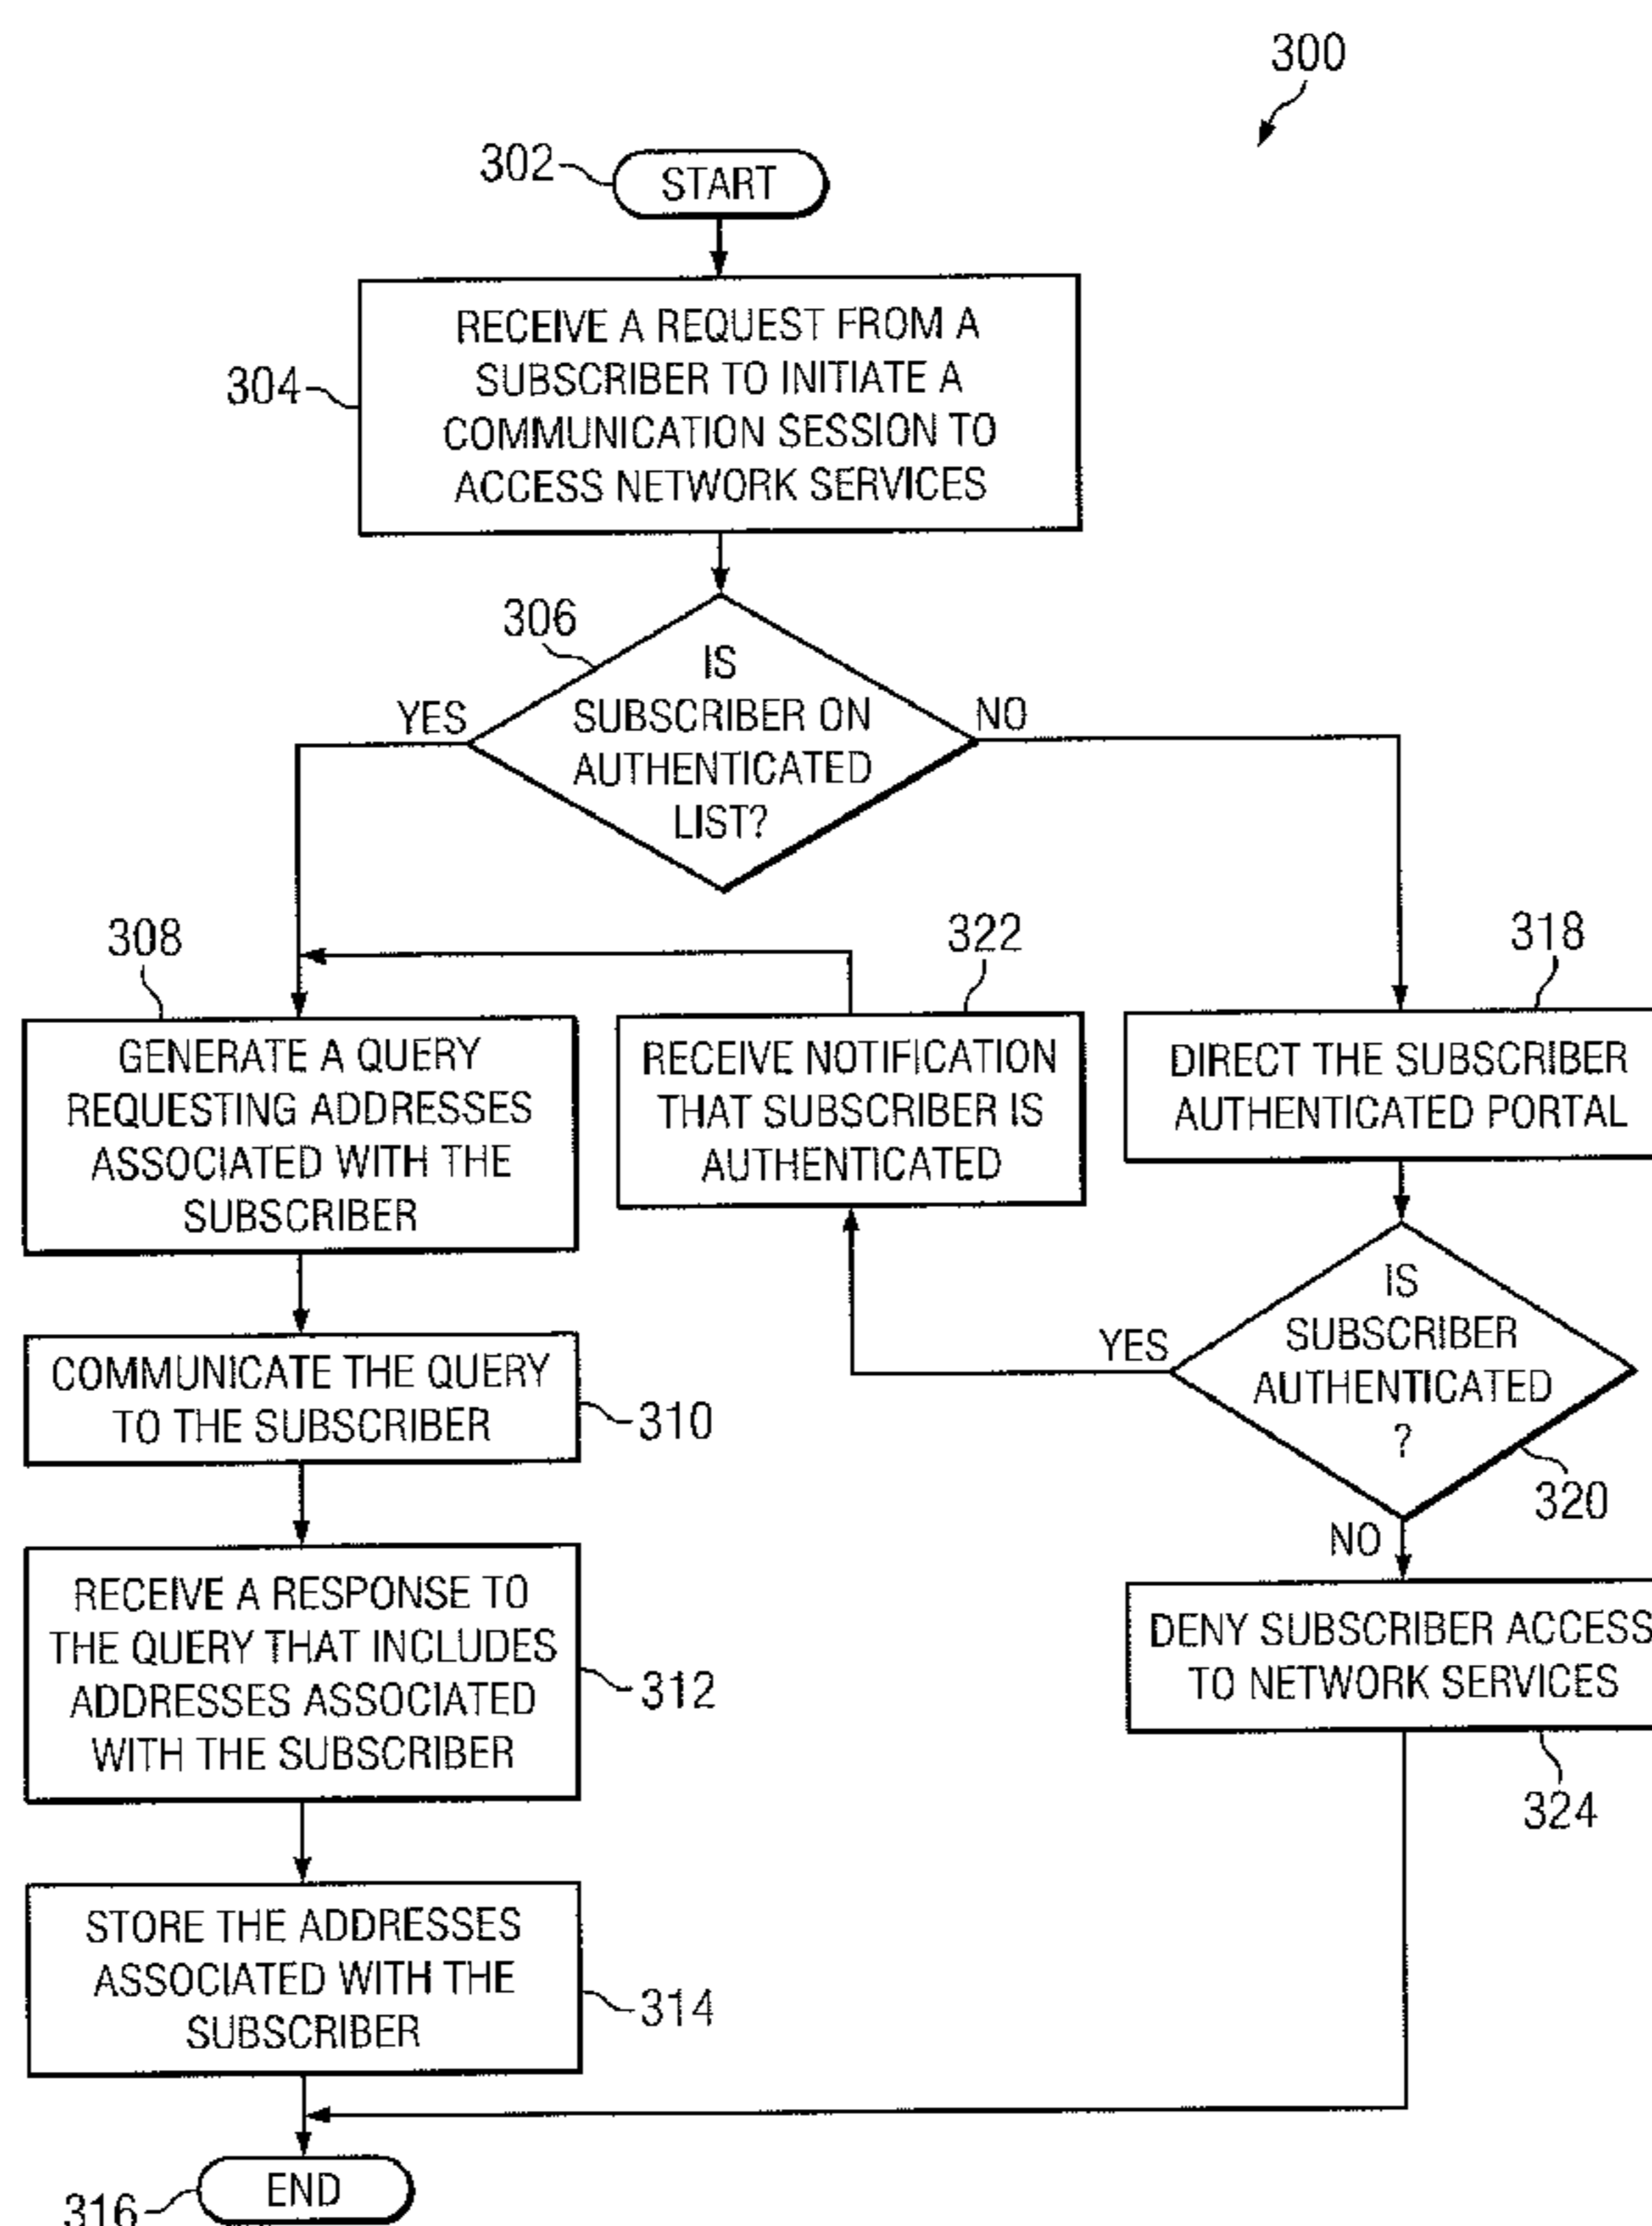 300
302
START
304
RECEIVE A REQUEST FROM A
SUBSCRIBER TO INITIATE A
COMMUNICATION SESSION TO
ACCESS NETWORK SERVICES
306
IS
SUBSCRIBER ON
AUTHENTICATED
LIST?
YES
NO
308
GENERATE A QUERY
REQUESTING ADDRESSES
ASSOCIATED WITH THE
SUBSCRIBER
322
RECEIVE NOTIFICATION
THAT SUBSCRIBER IS
AUTHENTICATED
318
DIRECT THE SUBSCRIBER
AUTHENTICATED PORTAL
IS
SUBSCRIBER
AUTHENTICATED
?
YES
320
NO
COMMUNICATE THE QUERY
TO THE SUBSCRIBER
310
RECEIVE A RESPONSE TO
THE QUERY THAT INCLUDES
ADDRESSES ASSOCIATED
WITH THE SUBSCRIBER
312
DENY SUBSCRIBER ACCESS
TO NETWORK SERVICES
324
STORE THE ADDRESSES
ASSOCIATED WITH THE
SUBSCRIBER
314
END
316